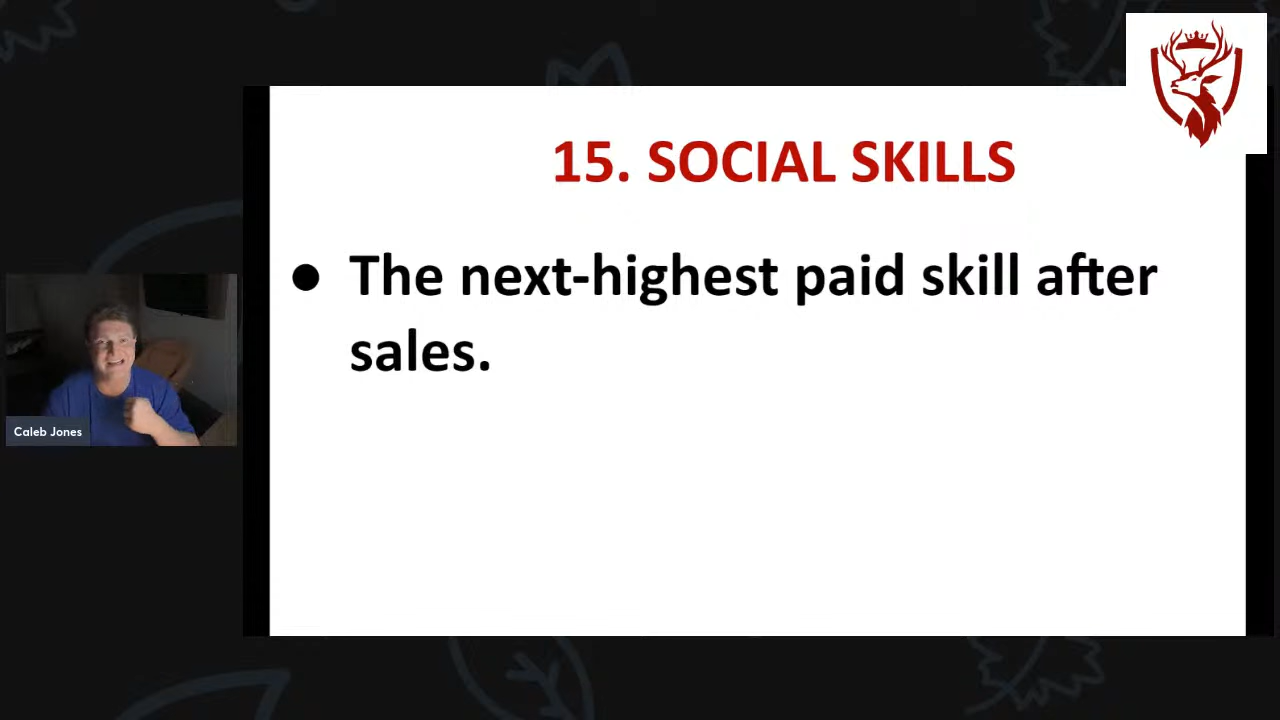 15. SOCIAL SKILLS
● The next-highest paid skill after
sales.
Caleb Jones